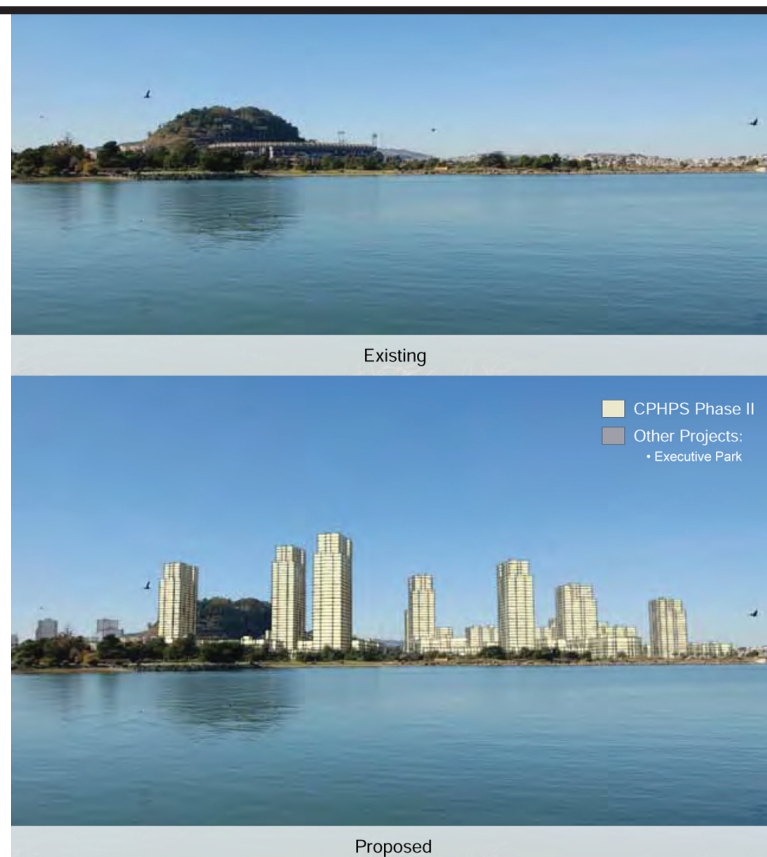 Existing
CPHPS Phase II
Other Projects:
• Executive Park
Proposed